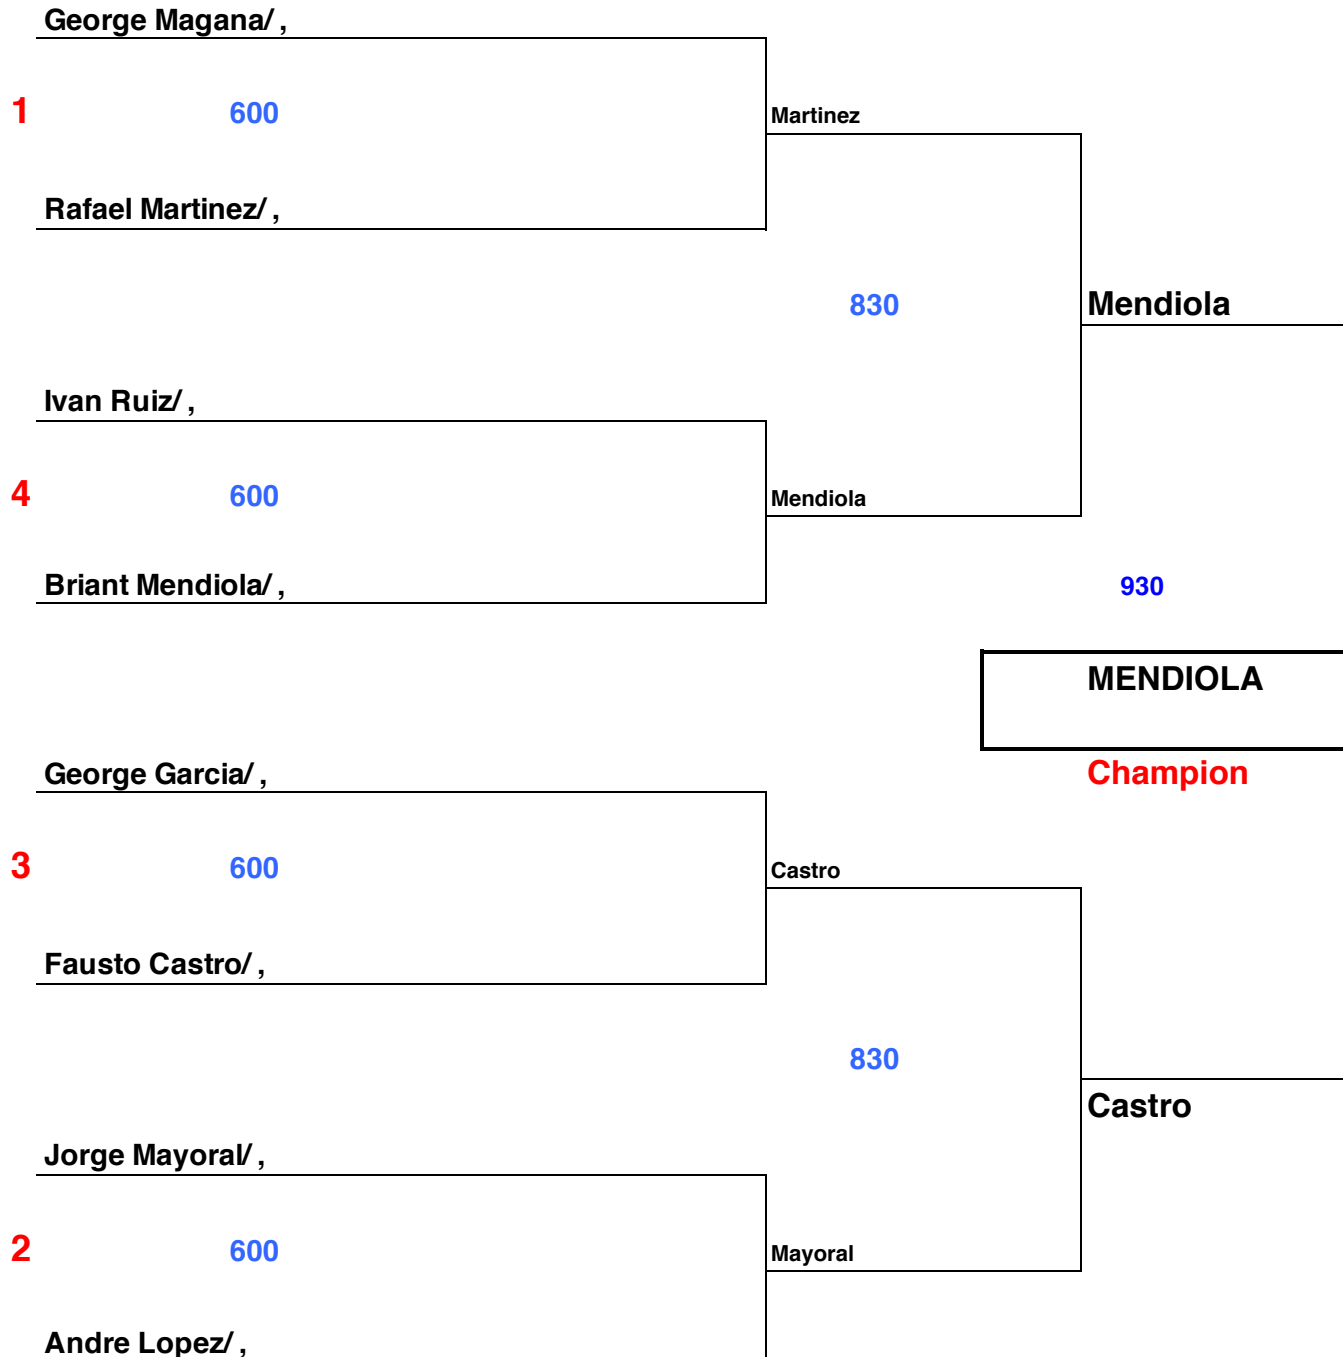 George Magana/ ,
1 600 Martinez
Rafael Martinez/ ,
830 Mendiola
Ivan Ruiz/ ,
4 600 Mendiola
Briant Mendiola/ ,
930
MENDIOLA
George Garcia/ ,
Champion
3 600 Castro
Fausto Castro/ ,
830
Castro
Jorge Mayoral/ ,
2 600 Mayoral
Andre Lopez/ ,